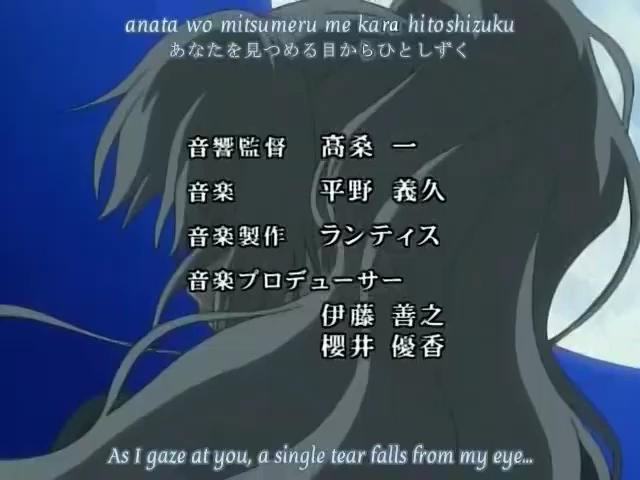 anata wo mitsumeru me kara hitoshizuku
あなたを見つめる目からひとしずく
音響監督　高桑 一
音楽　平野 義久
音楽製作　ランティス
音楽プロデューサー
伊藤 善之
櫻井 優香
As I gaze at you, a single tear falls from my eye...